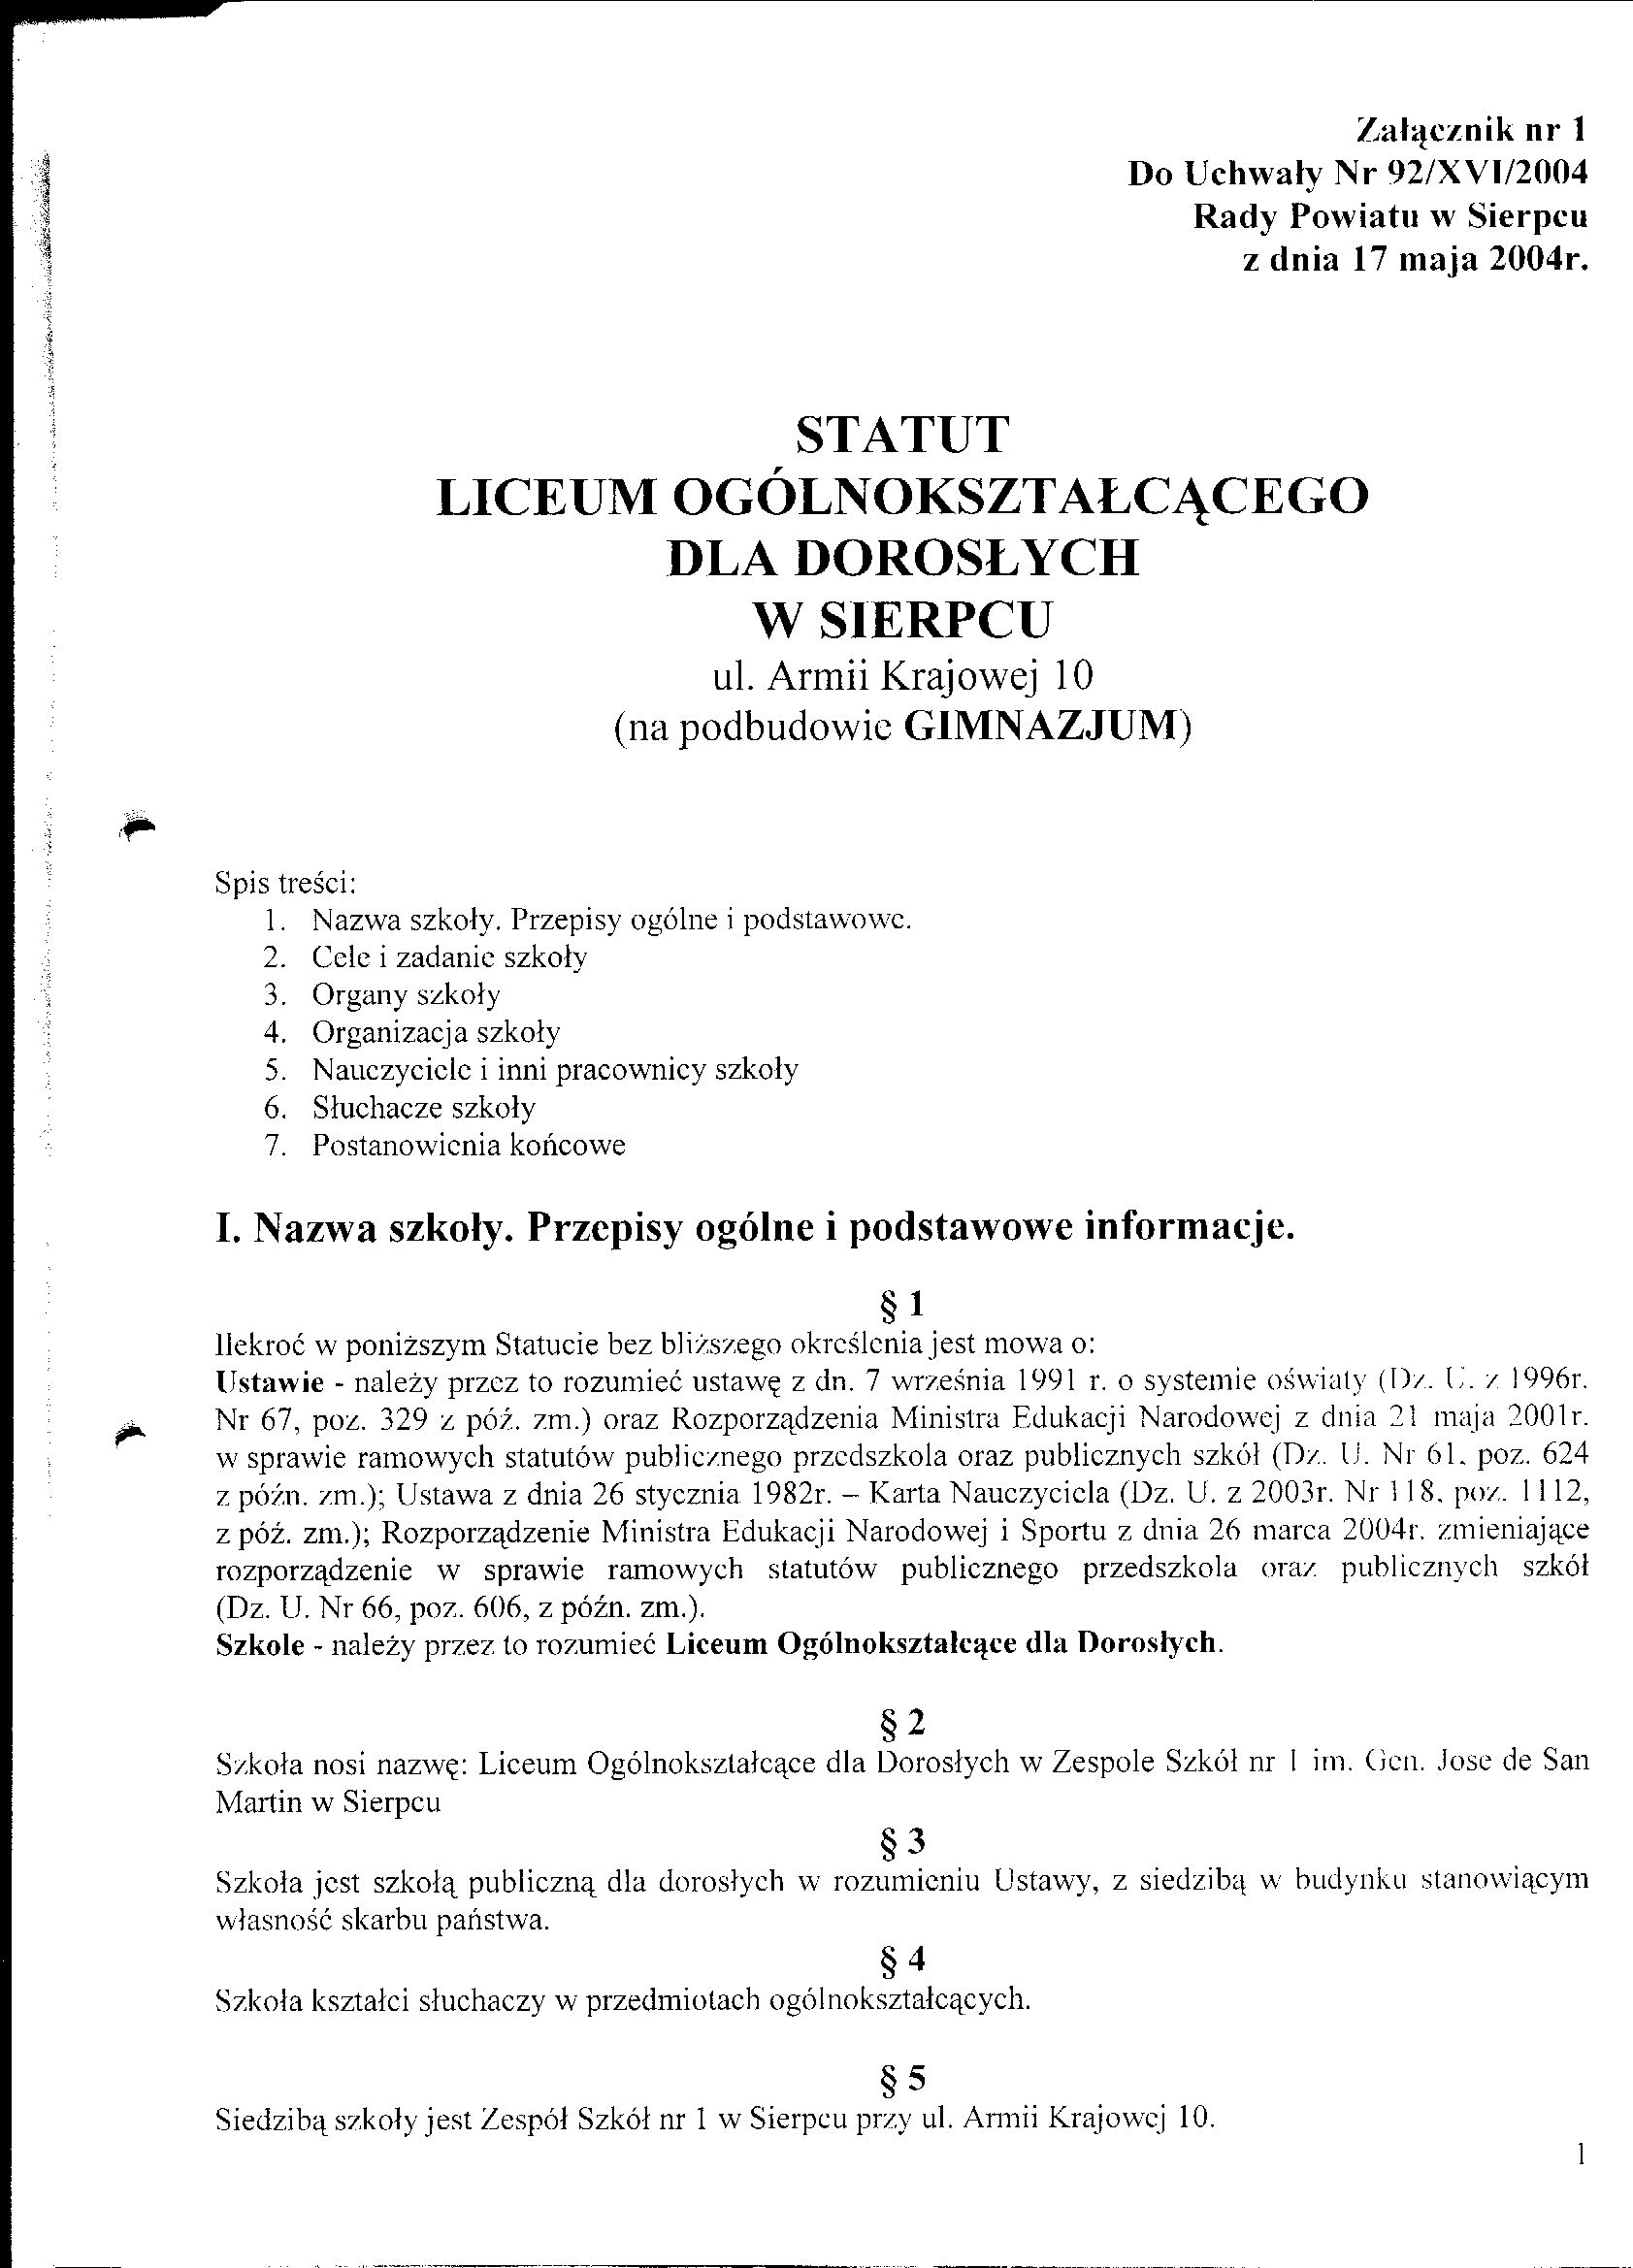 Załącznik nr 1
Do Uchwały Nr 92/XVI/2004
Rady Powiatu w Sierpcu
z dnia 17 maja 2004r.
STATUT
LICEUM OGÓLNOKSZTAŁCĄCEGO
DLA DOROSŁYCH
W SIERPCU
ul. Armii Krajowej 10
(na podbudowie GIMNAZJUM)
Spis treści:
1. Nazwa szkoły. Przepisy ogólne i podstawowe.
2. Cele i zadanie szkoły
3. Organy szkoły
4. Organizacja szkoły
5. Nauczyciele i inni pracownicy szkoły
6. Słuchacze szkoły
7. Postanowienia końcowe
I. Nazwa szkoły. Przepisy ogólne i podstawowe informacje.
§ 1
Ilekroć w poniższym Statucie bez bliższego określenia jest mowa o:
Ustawie - należy przez to rozumieć ustawę z dn. 7 września 1991 r. o systemie oświaty (Dz. U. z 1996r.
Nr 67, poz. 329 z póź. zm.) oraz Rozporządzenia Ministra Edukacji Narodowej z dnia 21 maja 2001r.
w sprawie ramowych statutów publicznego przedszkola oraz publicznych szkół (Dz. U. Nr 61, poz. 624
z późn. zm.); Ustawa z dnia 26 stycznia 1982r. – Karta Nauczyciela (Dz. U. z 2003r. Nr 118, poz. 1112,
z póź. zm.); Rozporządzenie Ministra Edukacji Narodowej i Sportu z dnia 26 marca 2004r. zmieniające
rozporządzenie w sprawie ramowych statutów publicznego przedszkola oraz publicznych szkół
(Dz. U. Nr 66, poz. 606, z późn. zm.).
Szkole - należy przez to rozumieć Liceum Ogólnokształcące dla Dorosłych.
§ 2
Szkoła nosi nazwę: Liceum Ogólnokształcące dla Dorosłych w Zespole Szkół nr 1 im. Gen. Jose de San
Martin w Sierpcu
§ 3
Szkoła jest szkołą publiczną dla dorosłych w rozumieniu Ustawy, z siedzibą w budynku stanowiącym
własność skarbu państwa.
§ 4
Szkoła kształci słuchaczy w przedmiotach ogólnokształcących.
§ 5
Siedzibą szkoły jest Zespół Szkół nr 1 w Sierpcu przy ul. Armii Krajowej 10.
1